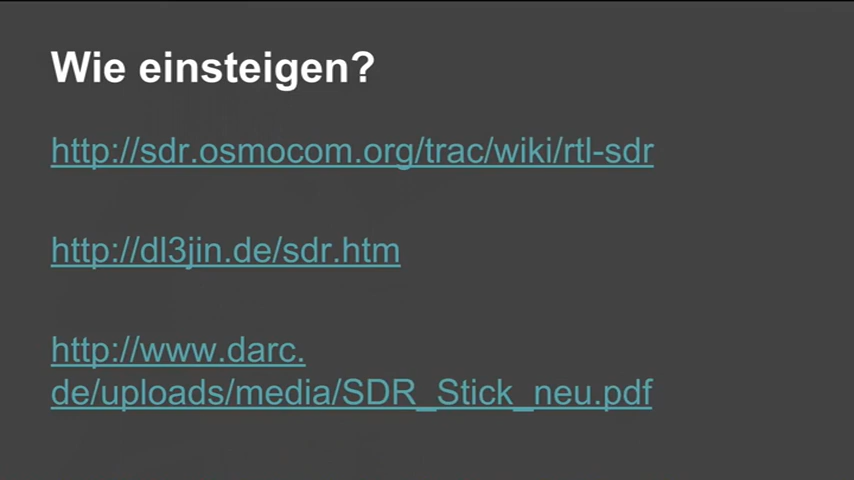 Wie einsteigen?
http://sdr.osmocom.org/trac/wiki/rtl-sdr
http://dl3jin.de/sdr.htm
http://www.darc.
de/uploads/media/SDR_Stick_neu.pdf